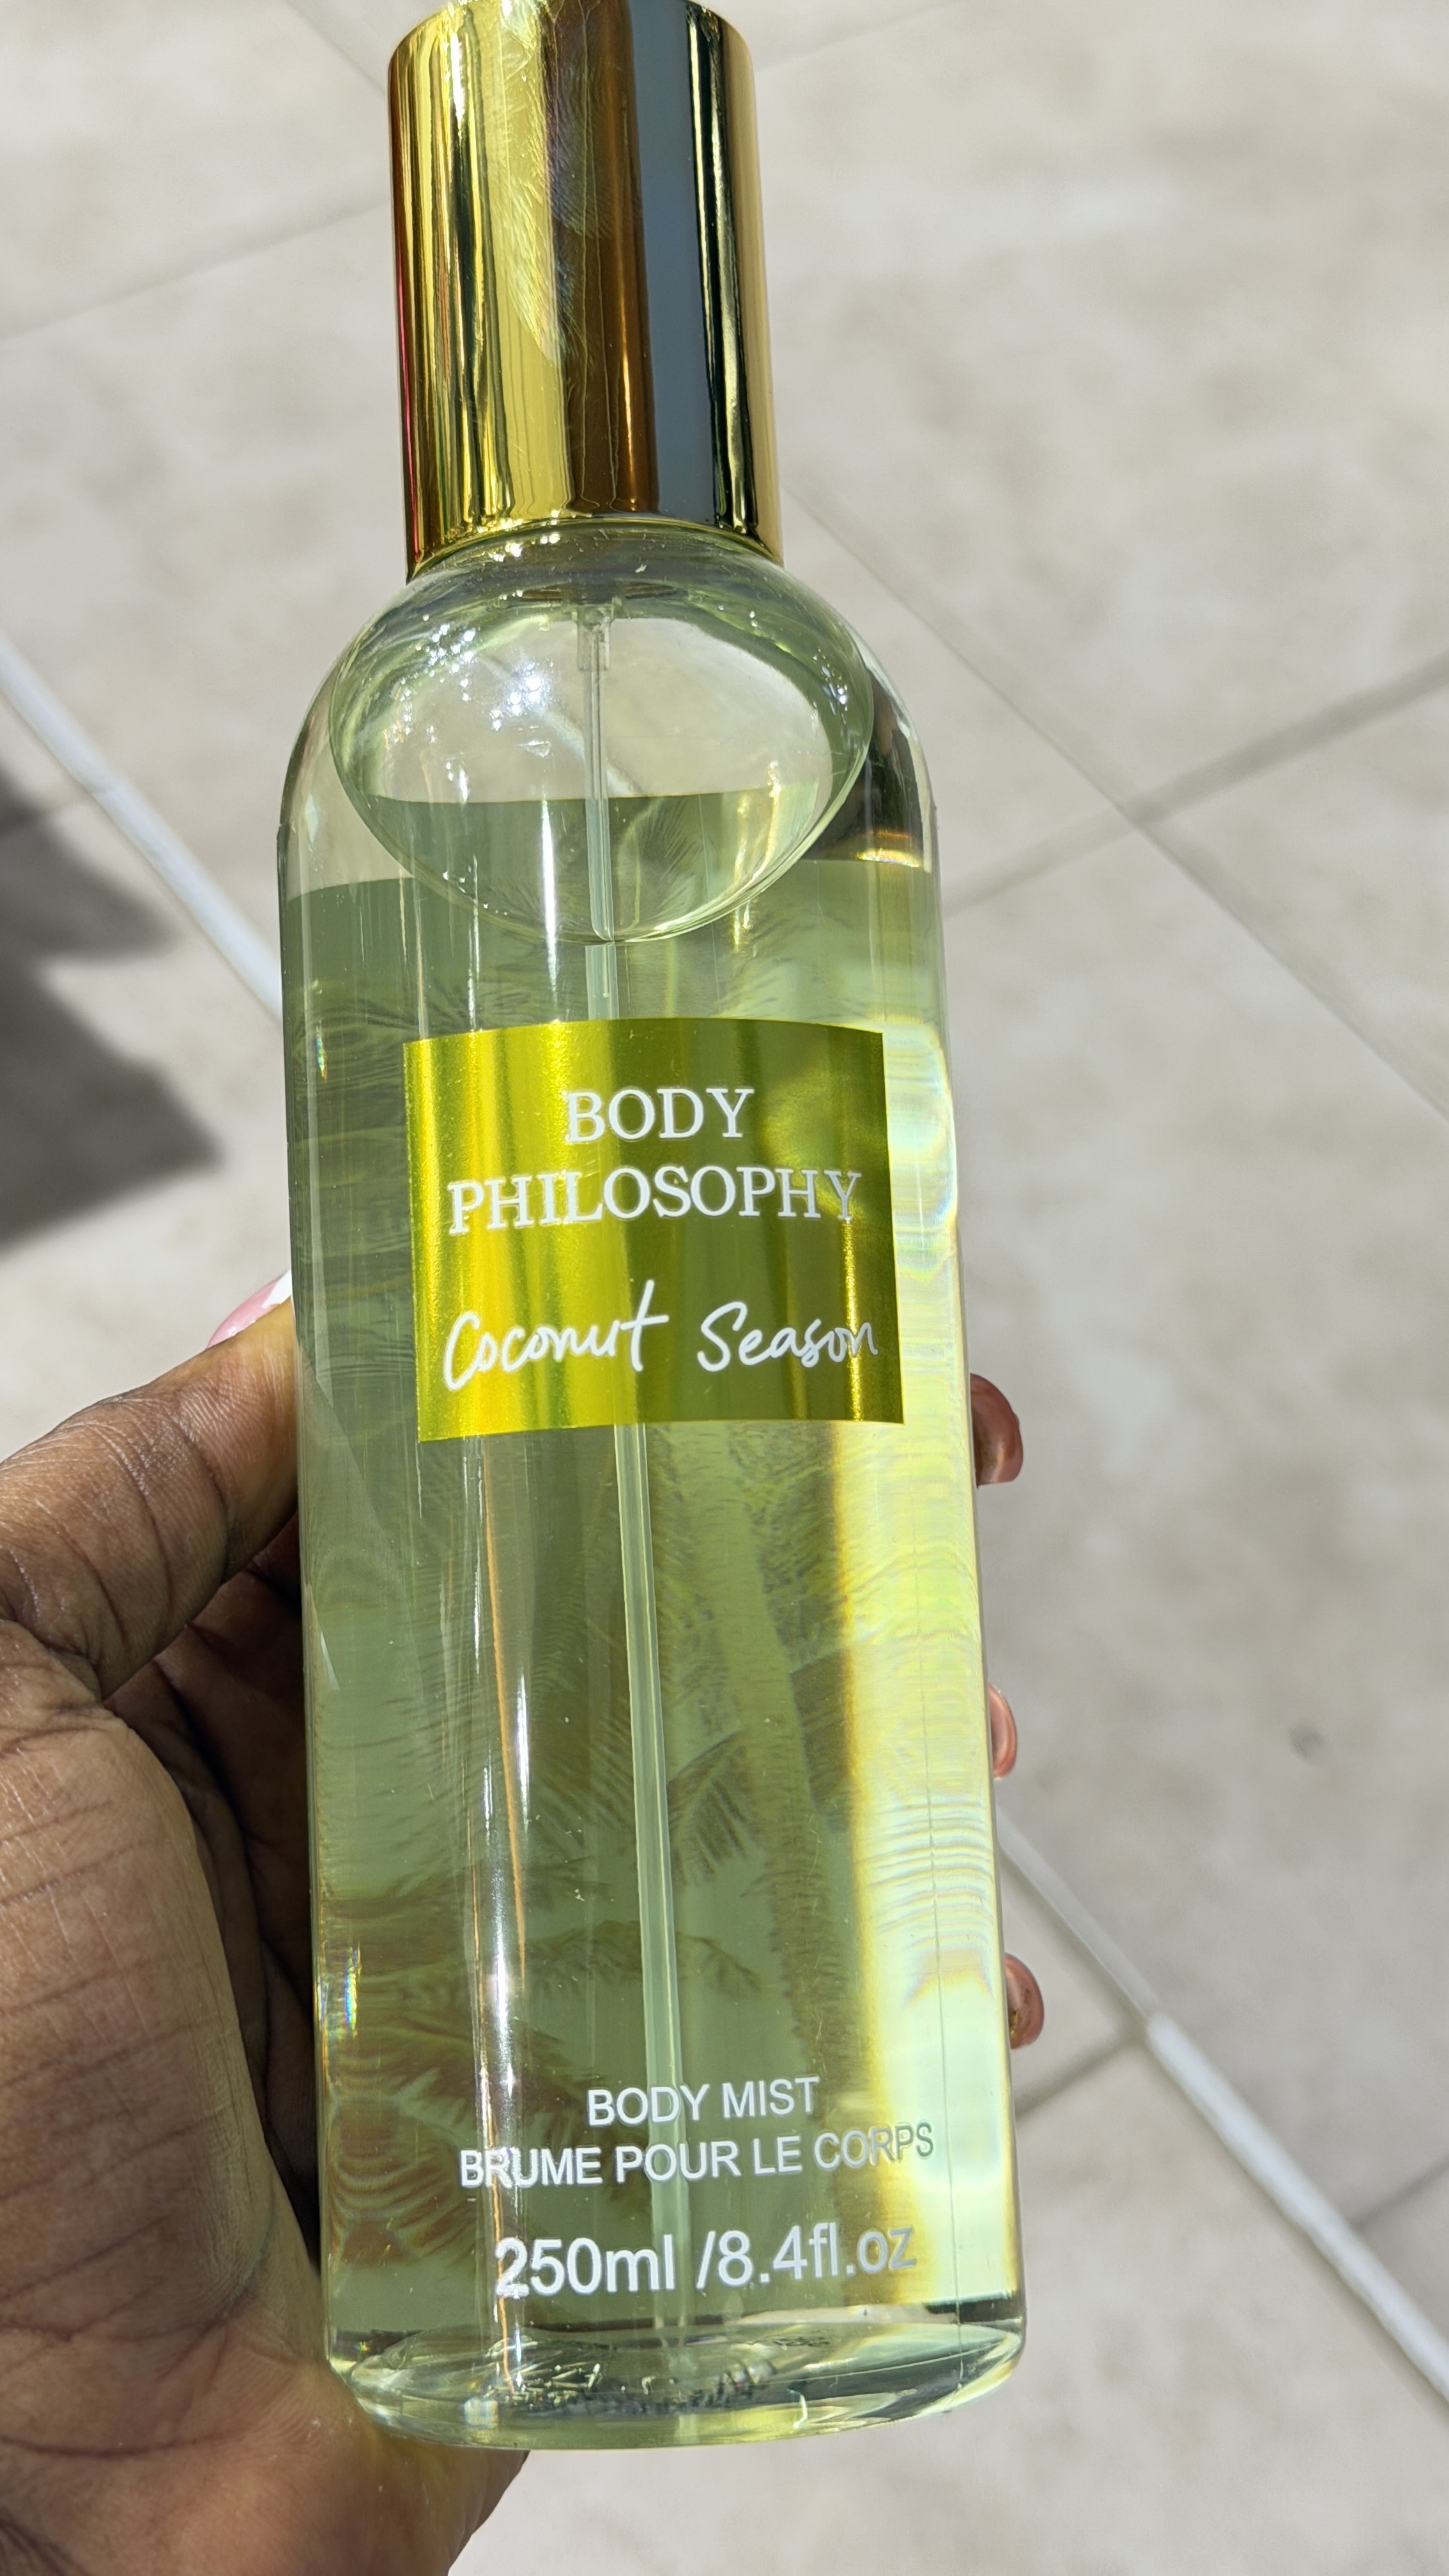 BODY
PHILOSOPHY
Coconut Season
BODY MIST
BRUME POUR LE CORPS
250ml /8.4fl.oz